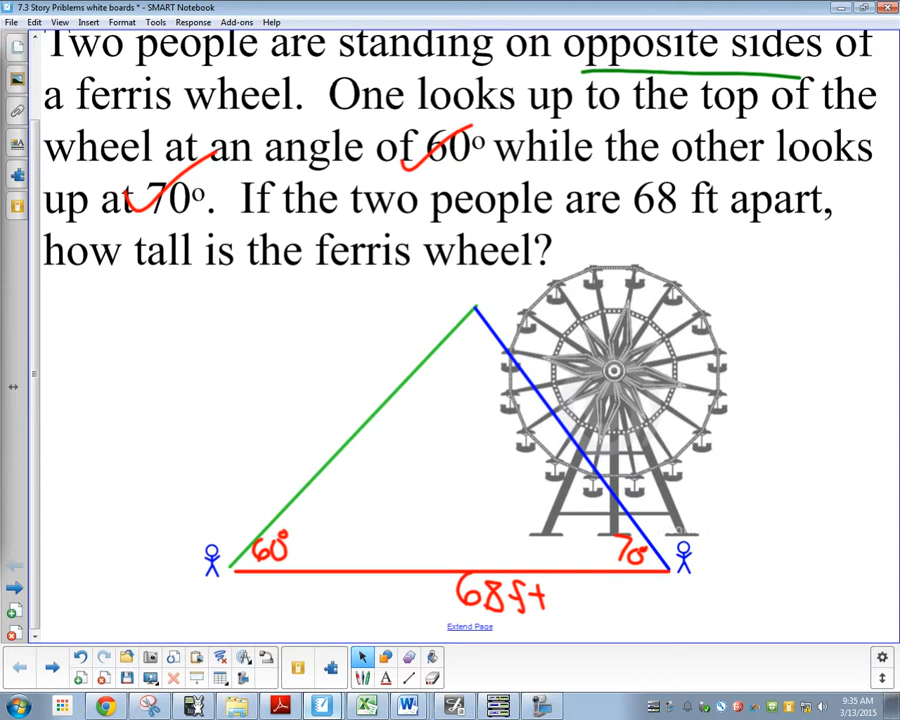 7.3 Story Problems white boards * - SMART Notebook
File Edit View Insert Format Tools Response Add-ons Help
Two people are standing on opposite sides of
a ferris wheel. One looks up to the top of the
wheel at an angle of 60° while the other looks
up at 70°. If the two people are 68 ft apart,
how tall is the ferris wheel?
60°
70°
68ft
Extend Page
9:35 AM
3/13/2015